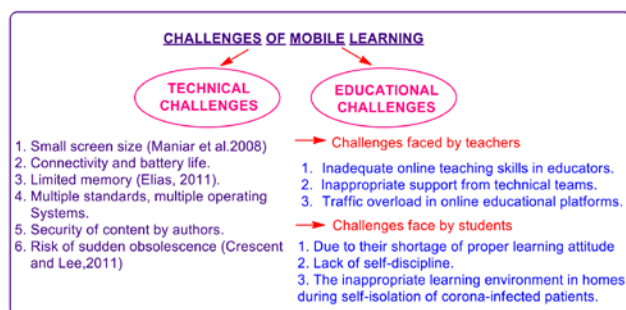 CHALLENGES OF MOBILE LEARNING
TECHNICAL
CHALLENGES
1. Small screen size (Maniar et al.2008)
2. Connectivity and battery life.
3. Limited memory (Elias, 2011).
4. Multiple standards, multiple operating
Systems.
5. Security of content by authors.
6. Risk of sudden obsolescence (Crescent
and Lee,2011)
EDUCATIONAL
CHALLENGES
Challenges faced by teachers
1. Inadequate online teaching skills in educators.
2. Inappropriate support from technical teams.
3. Traffic overload in online educational platforms.
Challenges face by students
1. Due to their shortage of proper learning attitude
2. Lack of self-discipline.
3. The inappropriate learning environment in homes
during self-isolation of corona-infected patients.